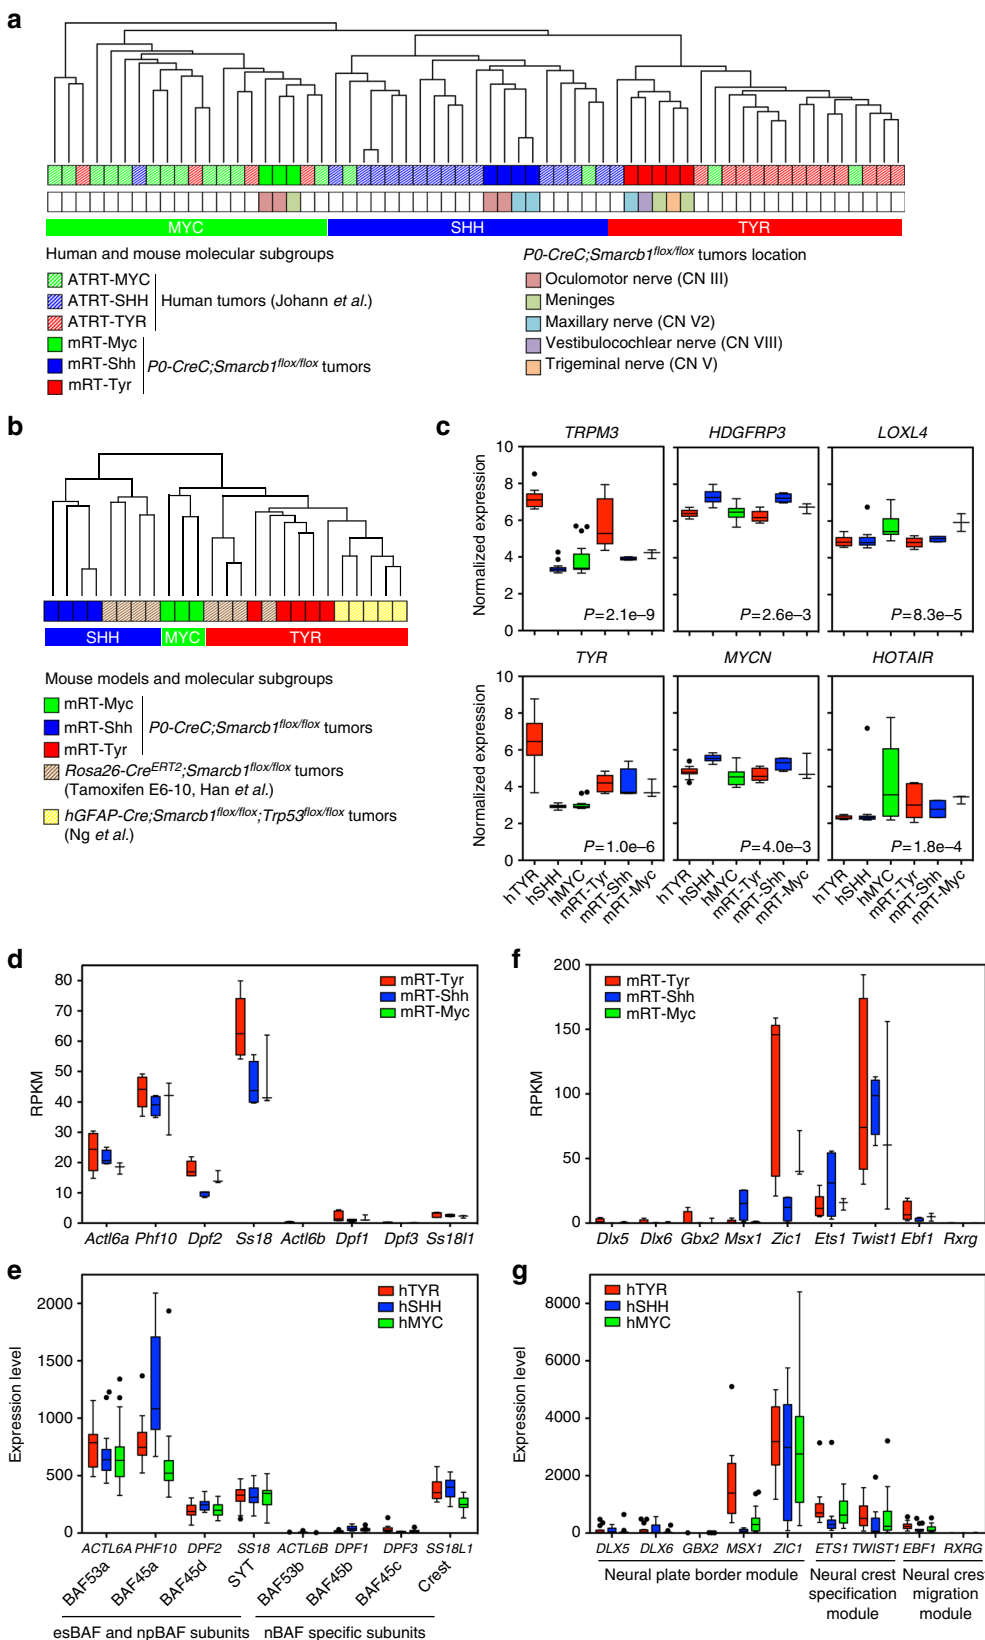 a
MYC
SHH
TYR
Human and mouse molecular subgroups
ATRT-MYC
ATRT-SHH
ATRT-TYR
Human tumors (Johann et al.)
mRT-Myc
mRT-Shh
mRT-Tyr
P0-CreC;Smarcb1flox/flox tumors
P0-CreC;Smarcb1flox/flox tumors location
Oculomotor nerve (CN III)
Meninges
Maxillary nerve (CN V2)
Vestibulocochlear nerve (CN VIII)
Trigeminal nerve (CN V)
b
SHH
MYC
TYR
Mouse models and molecular subgroups
mRT-Myc
mRT-Shh
mRT-Tyr
P0-CreC;Smarcb1flox/flox tumors
Rosa26-CreERT2;Smarcb1flox/flox tumors
(Tamoxifen E6-10, Han et al.)
hGFAP-Cre;Smarcb1flox/flox;Trp53flox/flox tumors
(Ng et al.)
c
TRPM3
HDGFRP3
LOXL4
Normalized expression
10
8
6
4
2
0
P=2.1e–9
P=2.6e–3
P=8.3e–5
TYR
MYCN
HOTAIR
Normalized expression
10
8
6
4
2
0
P=1.0e–6
P=4.0e–3
P=1.8e–4
hTYR
hSHH
hMYC
mRT-Tyr
mRT-Shh
mRT-Myc
hTYR
hSHH
hMYC
mRT-Tyr
mRT-Shh
mRT-Myc
hTYR
hSHH
hMYC
mRT-Tyr
mRT-Shh
mRT-Myc
d
RPKM
80
70
60
50
40
30
20
10
0
mRT-Tyr
mRT-Shh
mRT-Myc
Actl6a Phf10 Dpf2 Ss18 Actl6b Dpf1 Dpf3 Ss18l1
e
Expression level
2000
1500
1000
500
0
hTYR
hSHH
hMYC
ACTL6A PHF10 DPF2 SS18 ACTL6B DPF1 DPF3 SS18L1
BAF53a
BAF45a
BAF45d
SYT
BAF53b
BAF45b
BAF45c
Crest
esBAF and npBAF subunits
nBAF specific subunits
f
RPKM
200
150
100
50
0
mRT-Tyr
mRT-Shh
mRT-Myc
Dlx5 Dlx6 Gbx2 Msx1 Zic1 Ets1 Twist1 Ebf1 Rxrg
g
Expression level
8000
6000
4000
2000
0
hTYR
hSHH
hMYC
DLX5 DLX6 GBX2 MSX1 ZIC1 ETS1 TWIST1 EBF1 RXRG
Neural plate border module
Neural crest
specification
module
Neural crest
migration
module